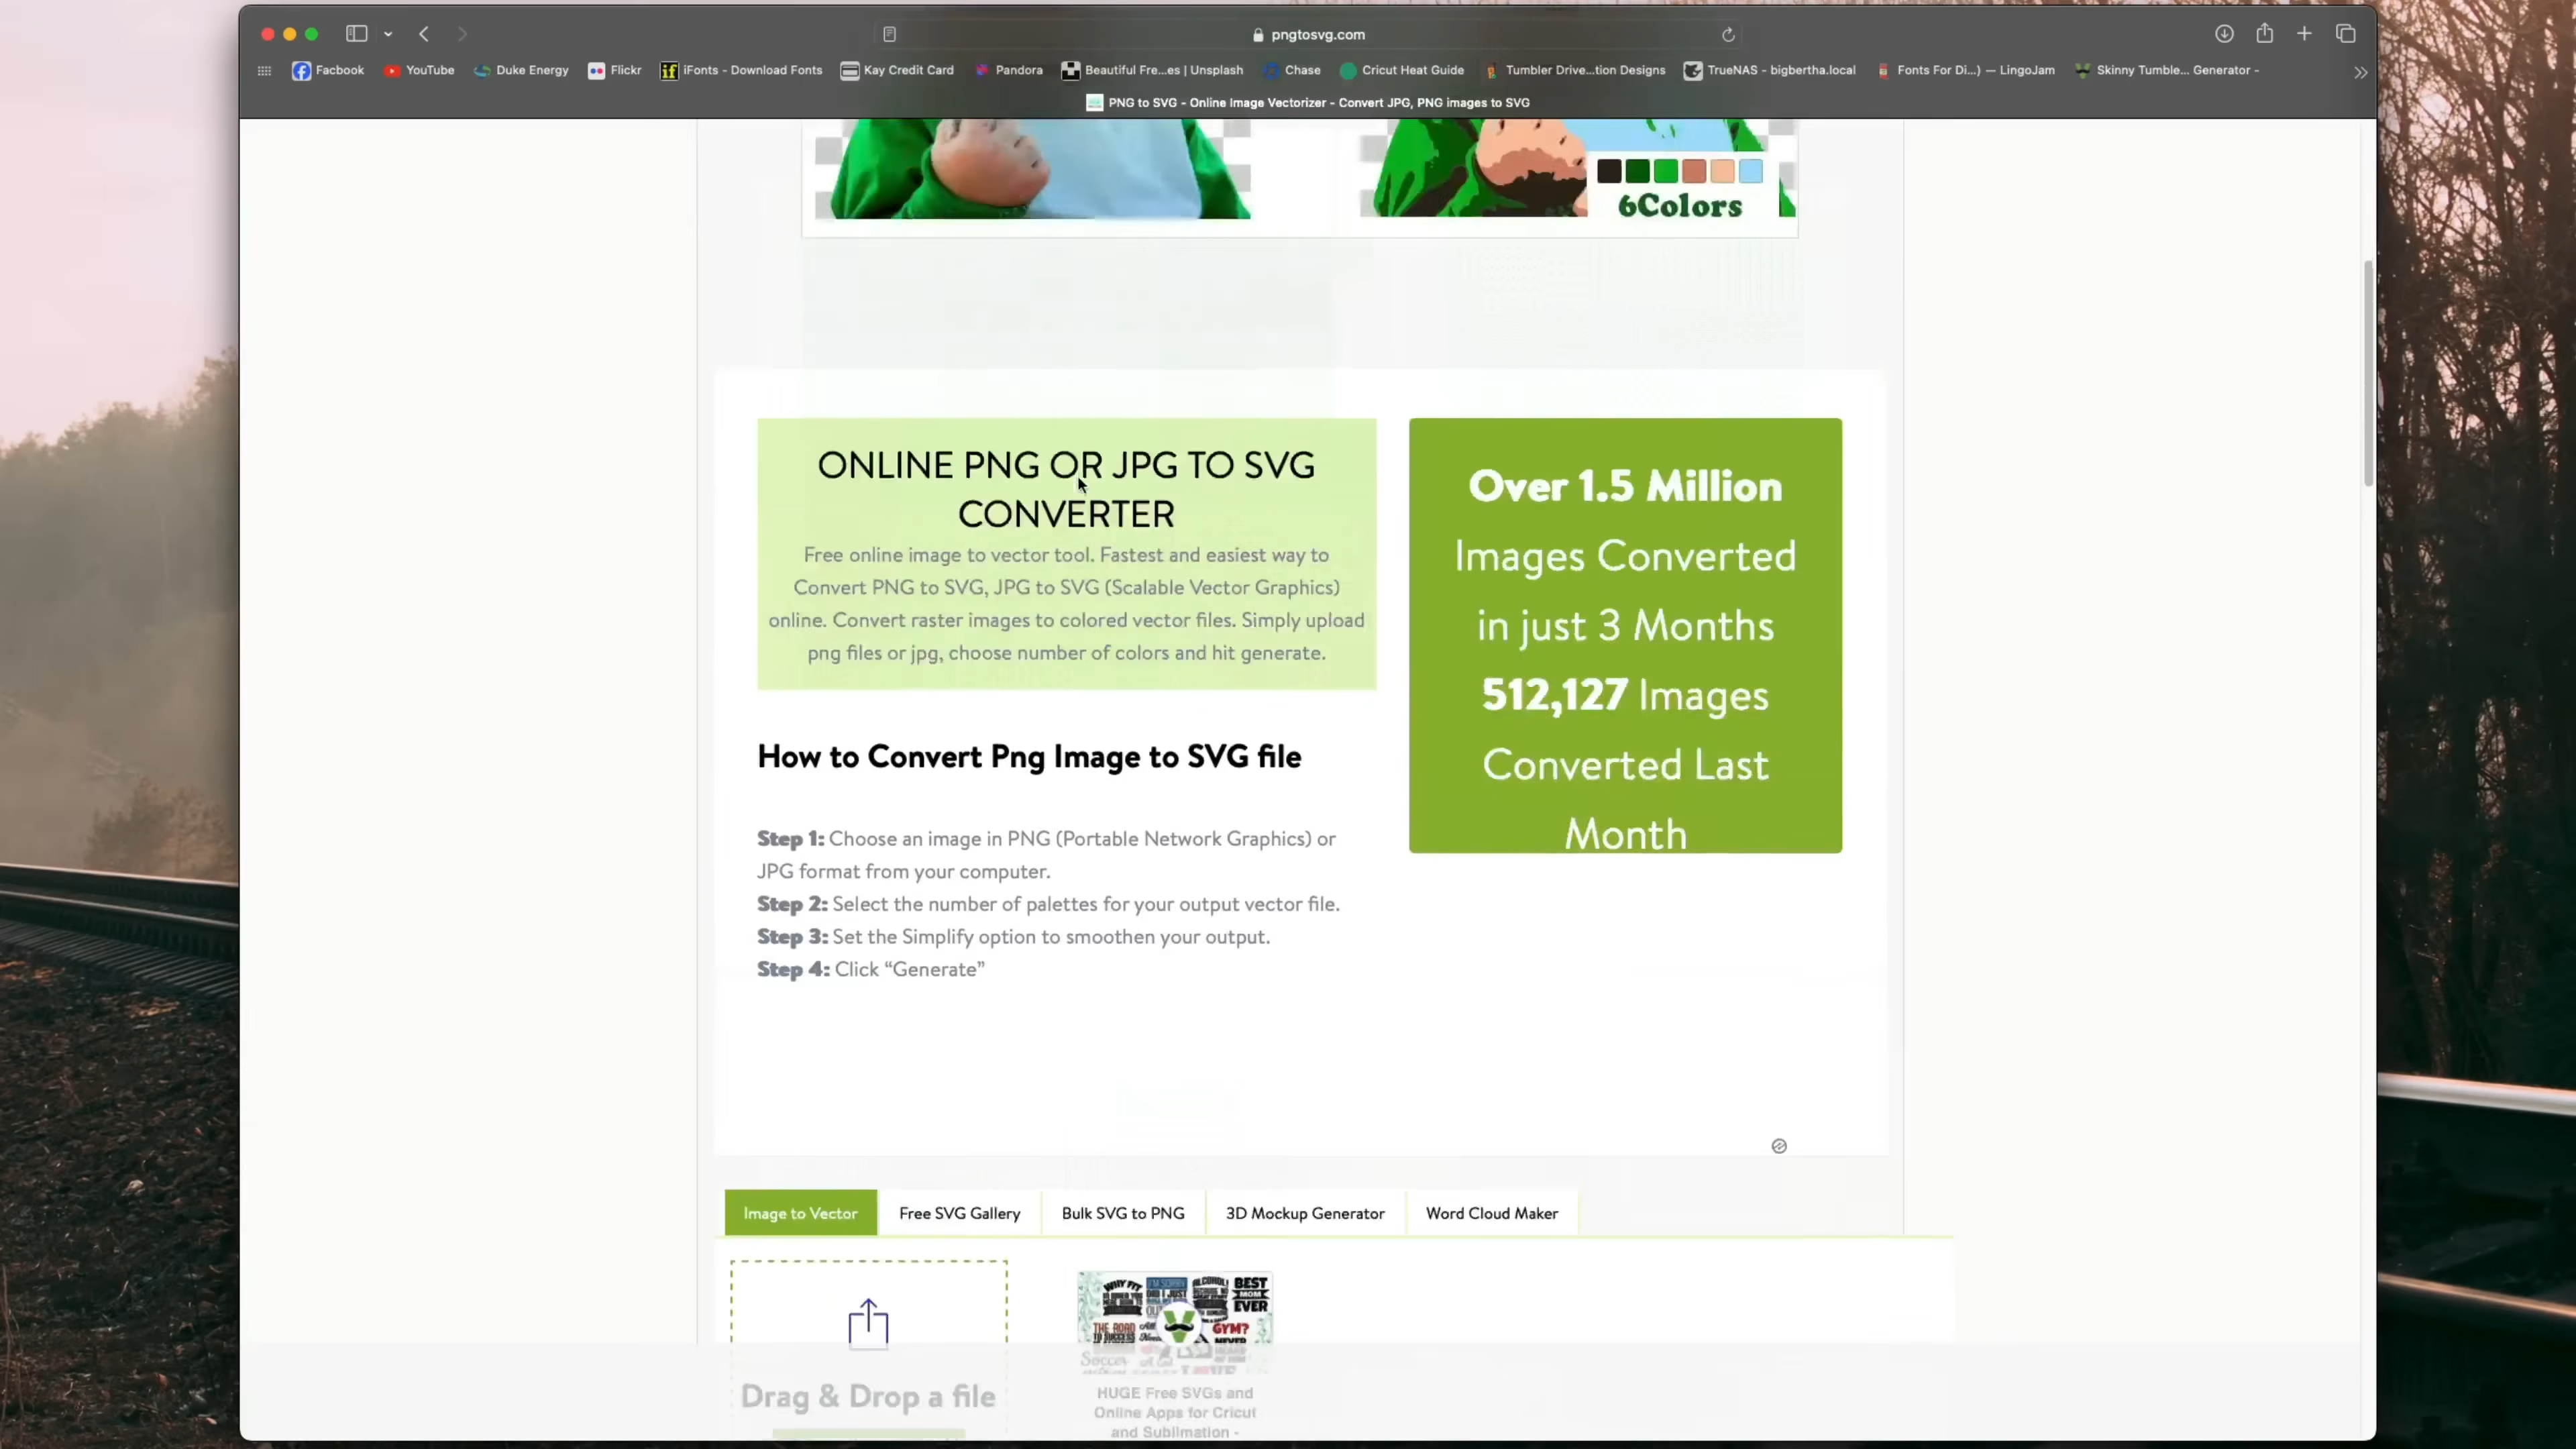 pngtosvg.com
Facbook YouTube Duke Energy Flickr iFonts - Download Fonts Kay Credit Card Pandora Beautiful Fre...es | Unsplash Chase Cricut Heat Guide Tumbler Drive...tion Designs TrueNAS - bigbertha.local Fonts For Di...) — LingoJam Skinny Tumble... Generator -
PNG to SVG - Online Image Vectorizer - Convert JPG, PNG images to SVG
6Colors
ONLINE PNG OR JPG TO SVG
CONVERTER
Free online image to vector tool. Fastest and easiest way to
Convert PNG to SVG, JPG to SVG (Scalable Vector Graphics)
online. Convert raster images to colored vector files. Simply upload
png files or jpg, choose number of colors and hit generate.
Over 1.5 Million
Images Converted
in just 3 Months
512,127 Images
Converted Last
Month
How to Convert Png Image to SVG file
Step 1: Choose an image in PNG (Portable Network Graphics) or
JPG format from your computer.
Step 2: Select the number of palettes for your output vector file.
Step 3: Set the Simplify option to smoothen your output.
Step 4: Click “Generate”
Image to Vector Free SVG Gallery Bulk SVG to PNG 3D Mockup Generator Word Cloud Maker
WHY FIT
BEST
MOM
EVER
THE ROAD
TO SUCCESS
GYM?
Soccer
Drag & Drop a file
HUGE Free SVGs and
Online Apps for Cricut
and Sublimation -